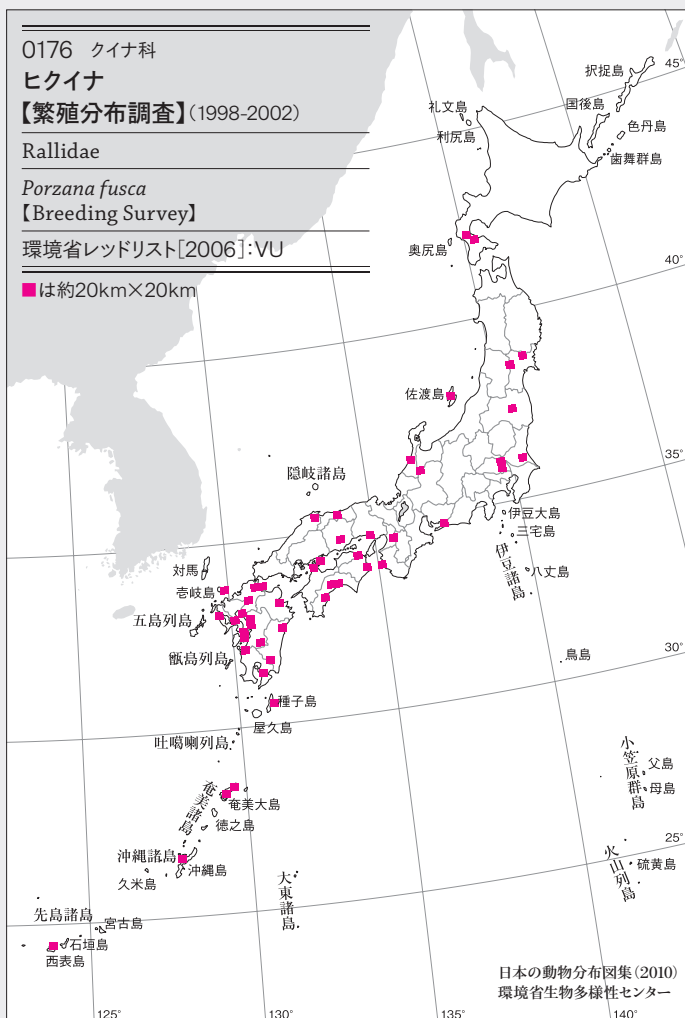 0176 クイナ科
ヒクイナ
【繁殖分布調査】(1998-2002)
Rallidae
Porzana fusca
【Breeding Survey】
環境省レッドリスト[2006]:VU
■は約20km×20km
45°
択捉島
国後島
礼文島
色丹島
利尻島
歯舞群島
奥尻島
40°
佐渡島
35°
隠岐諸島
伊豆大島
三宅島
伊豆諸島
八丈島
対馬
壱岐島
五島列島
甑島列島
鳥島
30°
種子島
屋久島
吐噶喇列島
小笠原群島
父島
母島
奄美諸島
奄美大島
徳之島
25°
沖縄諸島
沖縄島
久米島
火山列島
硫黄島
大東諸島
先島諸島
宮古島
石垣島
西表島
日本の動物分布図集(2010)
環境省生物多様性センター
125°
130°
135°
140°